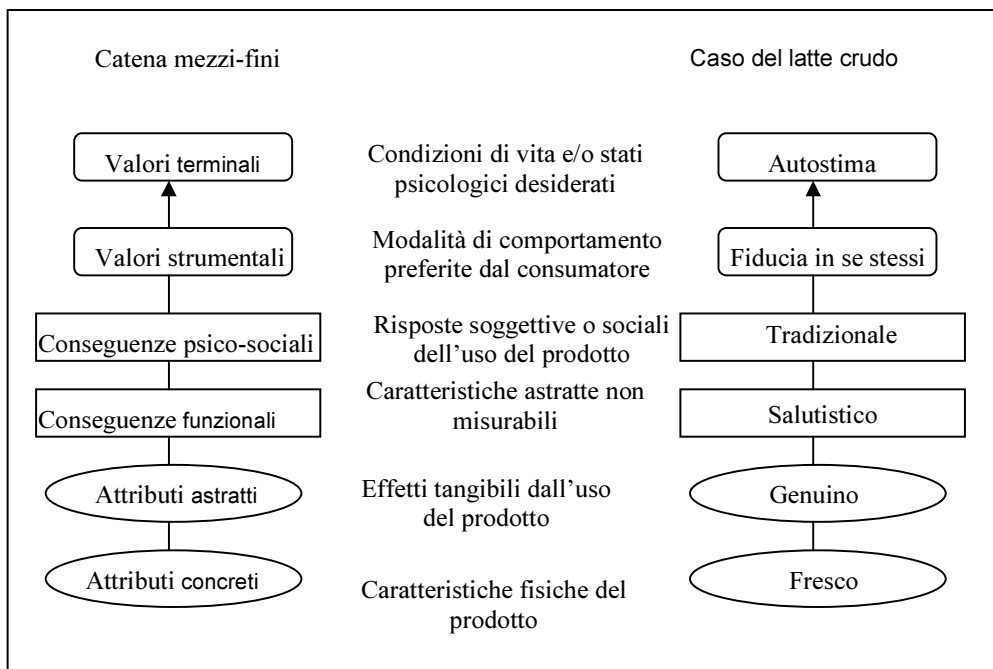 Catena mezzi-fini
Caso del latte crudo
Valori terminali
Condizioni di vita e/o stati
psicologici desiderati
Autostima
Valori strumentali
Modalità di comportamento
preferite dal consumatore
Fiducia in se stessi
Conseguenze psico-sociali
Risposte soggettive o sociali
dell’uso del prodotto
Tradizionale
Conseguenze funzionali
Caratteristiche astratte non
misurabili
Salutistico
Attributi astratti
Effetti tangibili dall’uso
del prodotto
Genuino
Attributi concreti
Caratteristiche fisiche del
prodotto
Fresco